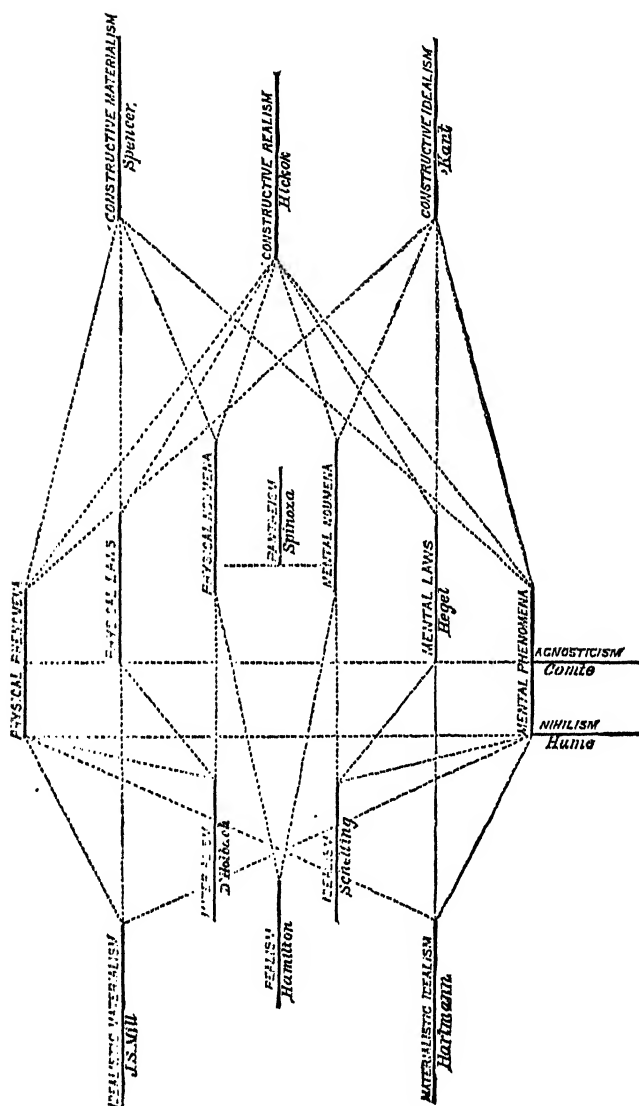 CONSTRUCTIVE MATERIALISM
Spencer,
CONSTRUCTIVE REALISM
Hickok
CONSTRUCTIVE IDEALISM
Kant
PHYSICAL PHENOMENA
PHYSICAL LAWS
PHYSICAL NOUMENA
PANTHEISM
Spinoza
MENTAL NOUMENA
MENTAL LAWS
Hegel
MENTAL PHENOMENA
AGNOSTICISM
Comte
NIHILISM
Hume
IDEALISTIC MATERIALISM
J.S. Mill
MATERIALISM
D'Holbach
REALISM
Hamilton
IDEALISM
Schelling
MATERIALISTIC IDEALISM
Hartmann